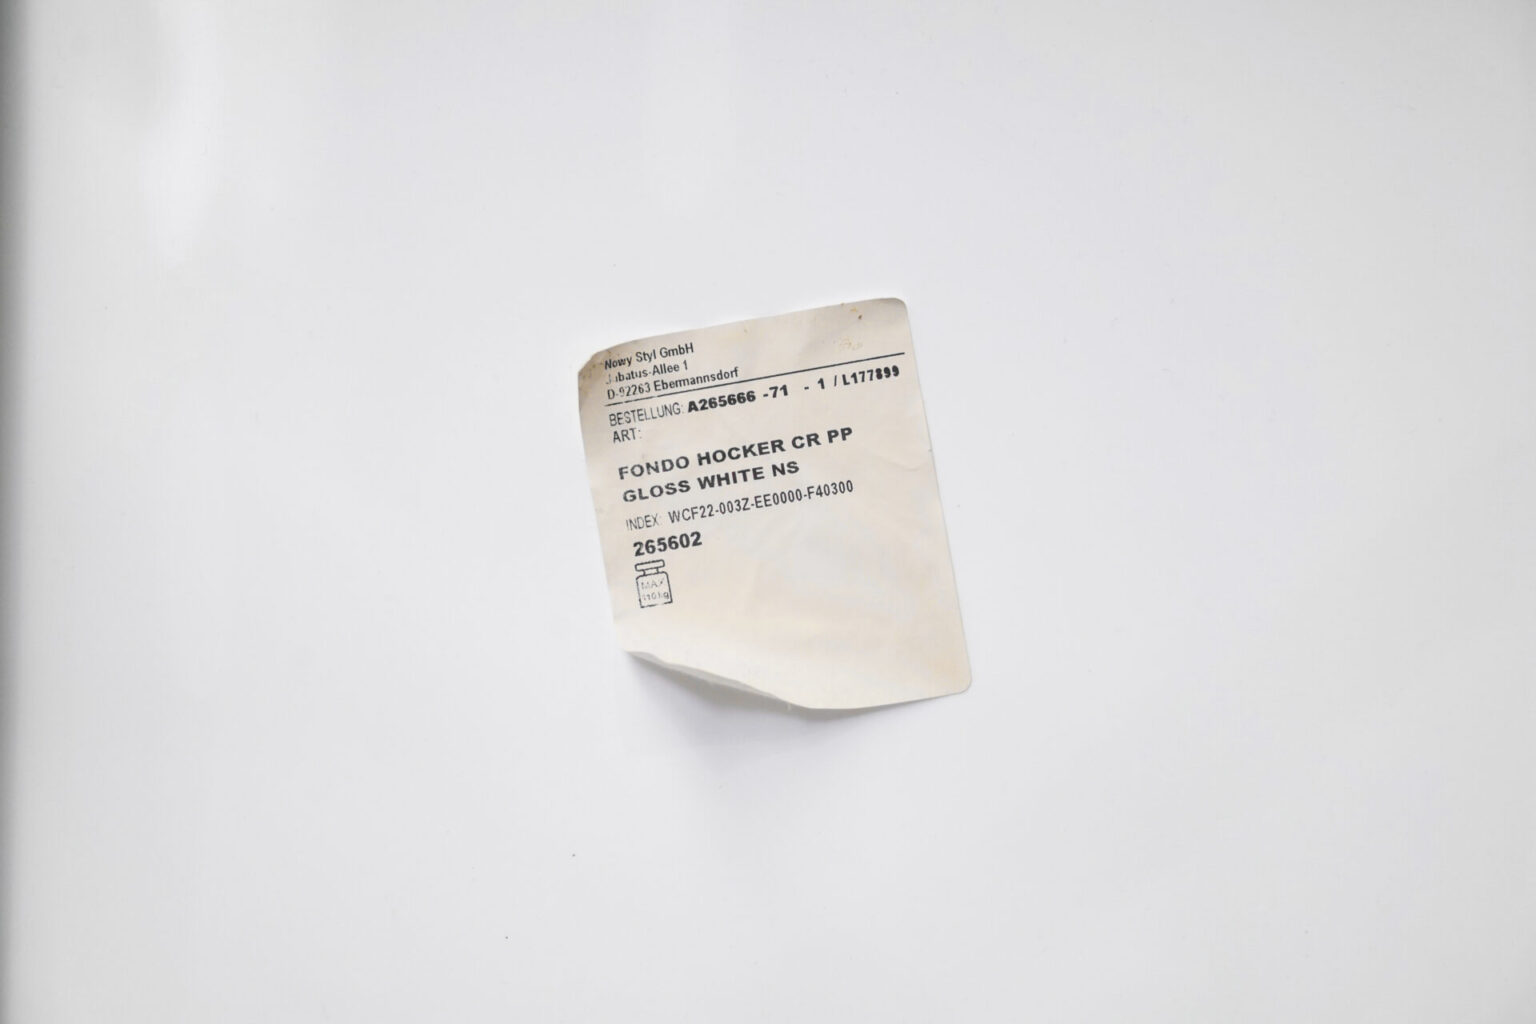 Nowy Styl GmbH
Jubatus-Allee 1
D-92263 Ebermannsdorf
BESTELLUNG: A265666 -71 - 1 / L177899
ART:
FONDO HOCKER CR PP
GLOSS WHITE NS
INDEX: WCF22-003Z-EE0000-F40300
265602
MAX
110kg